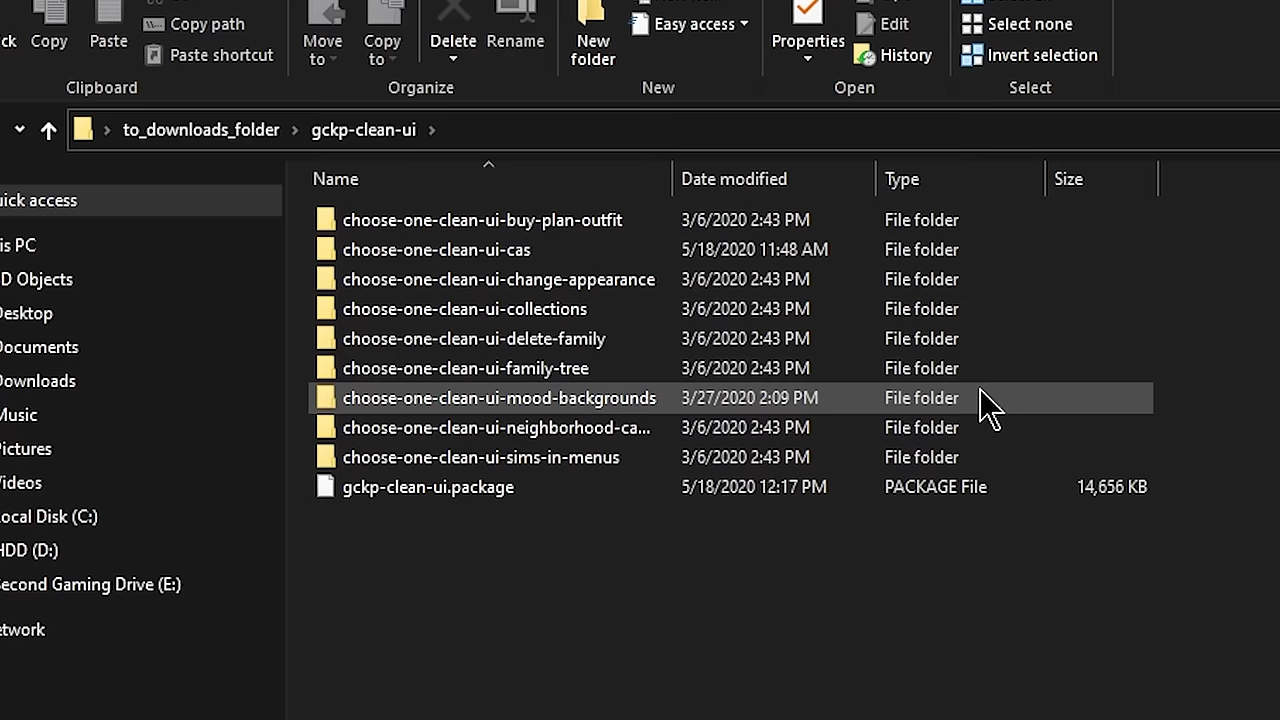 Copy path
ck Copy Paste Paste shortcut Move to Copy to Delete Rename New folder Easy access Properties Edit History Select none Invert selection
Clipboard Organize New Open Select
to_downloads_folder gckp-clean-ui
Name Date modified Type Size
uick access
is PC
D Objects
Desktop
Documents
Downloads
Music
Pictures
Videos
ocal Disk (C:)
HDD (D:)
econd Gaming Drive (E:)
etwork
choose-one-clean-ui-buy-plan-outfit 3/6/2020 2:43 PM File folder
choose-one-clean-ui-cas 5/18/2020 11:48 AM File folder
choose-one-clean-ui-change-appearance 3/6/2020 2:43 PM File folder
choose-one-clean-ui-collections 3/6/2020 2:43 PM File folder
choose-one-clean-ui-delete-family 3/6/2020 2:43 PM File folder
choose-one-clean-ui-family-tree 3/6/2020 2:43 PM File folder
choose-one-clean-ui-mood-backgrounds 3/27/2020 2:09 PM File folder
choose-one-clean-ui-neighborhood-ca... 3/6/2020 2:43 PM File folder
choose-one-clean-ui-sims-in-menus 3/6/2020 2:43 PM File folder
gckp-clean-ui.package 5/18/2020 12:17 PM PACKAGE File 14,656 KB